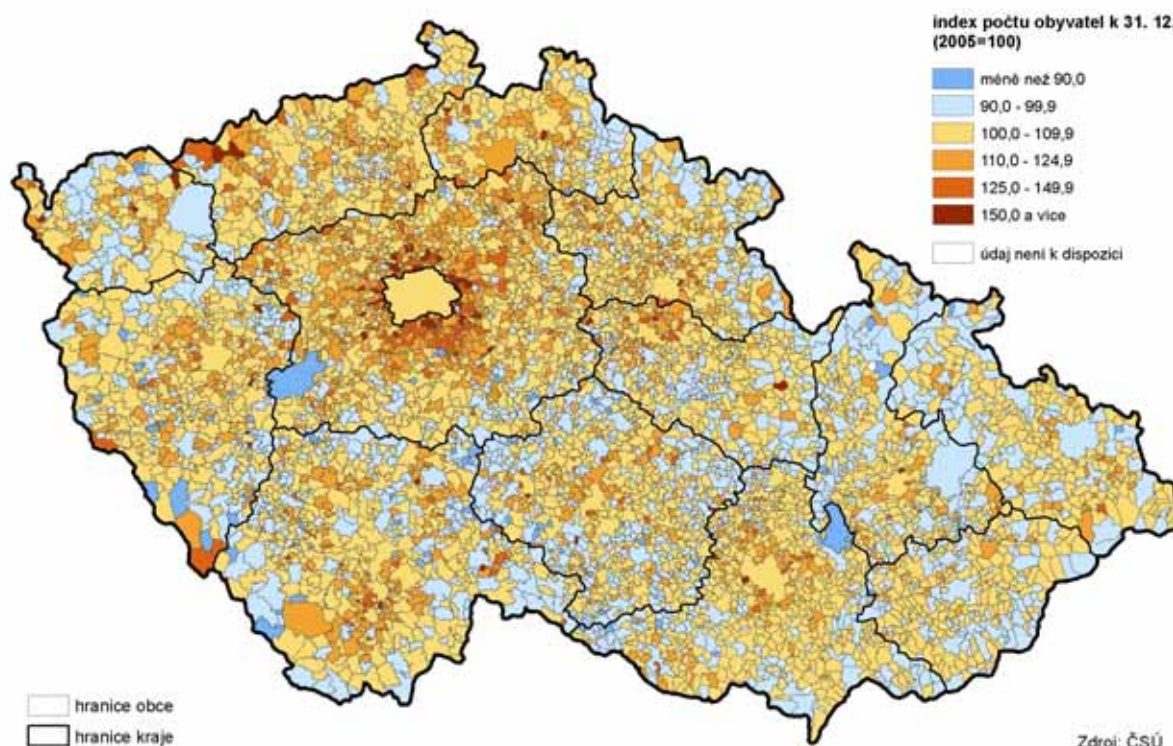 index počtu obyvatel k 31. 12.
(2005=100)
méně než 90,0
90,0 - 99,9
100,0 - 109,9
110,0 - 124,9
125,0 - 149,9
150,0 a více
údaj není k dispozici
hranice obce
hranice kraje
Zdroj: ČSÚ